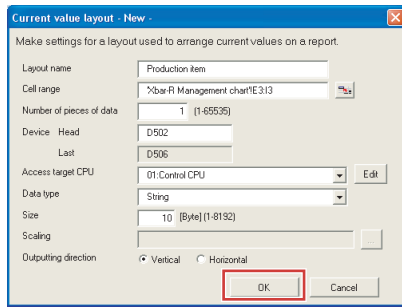 Current value layout - New -
Make settings for a layout used to arrange current values on a report.
Layout name Production item
Cell range 'Xbar-R Management chart'!E3:I3
Number of pieces of data 1 (1-65535)
Device Head D502
Last D506
Access target CPU 01:Control CPU Edit
Data type String
Size 10 [Byte] (1-8192)
Scaling ...
Outputting direction Vertical Horizontal
OK Cancel